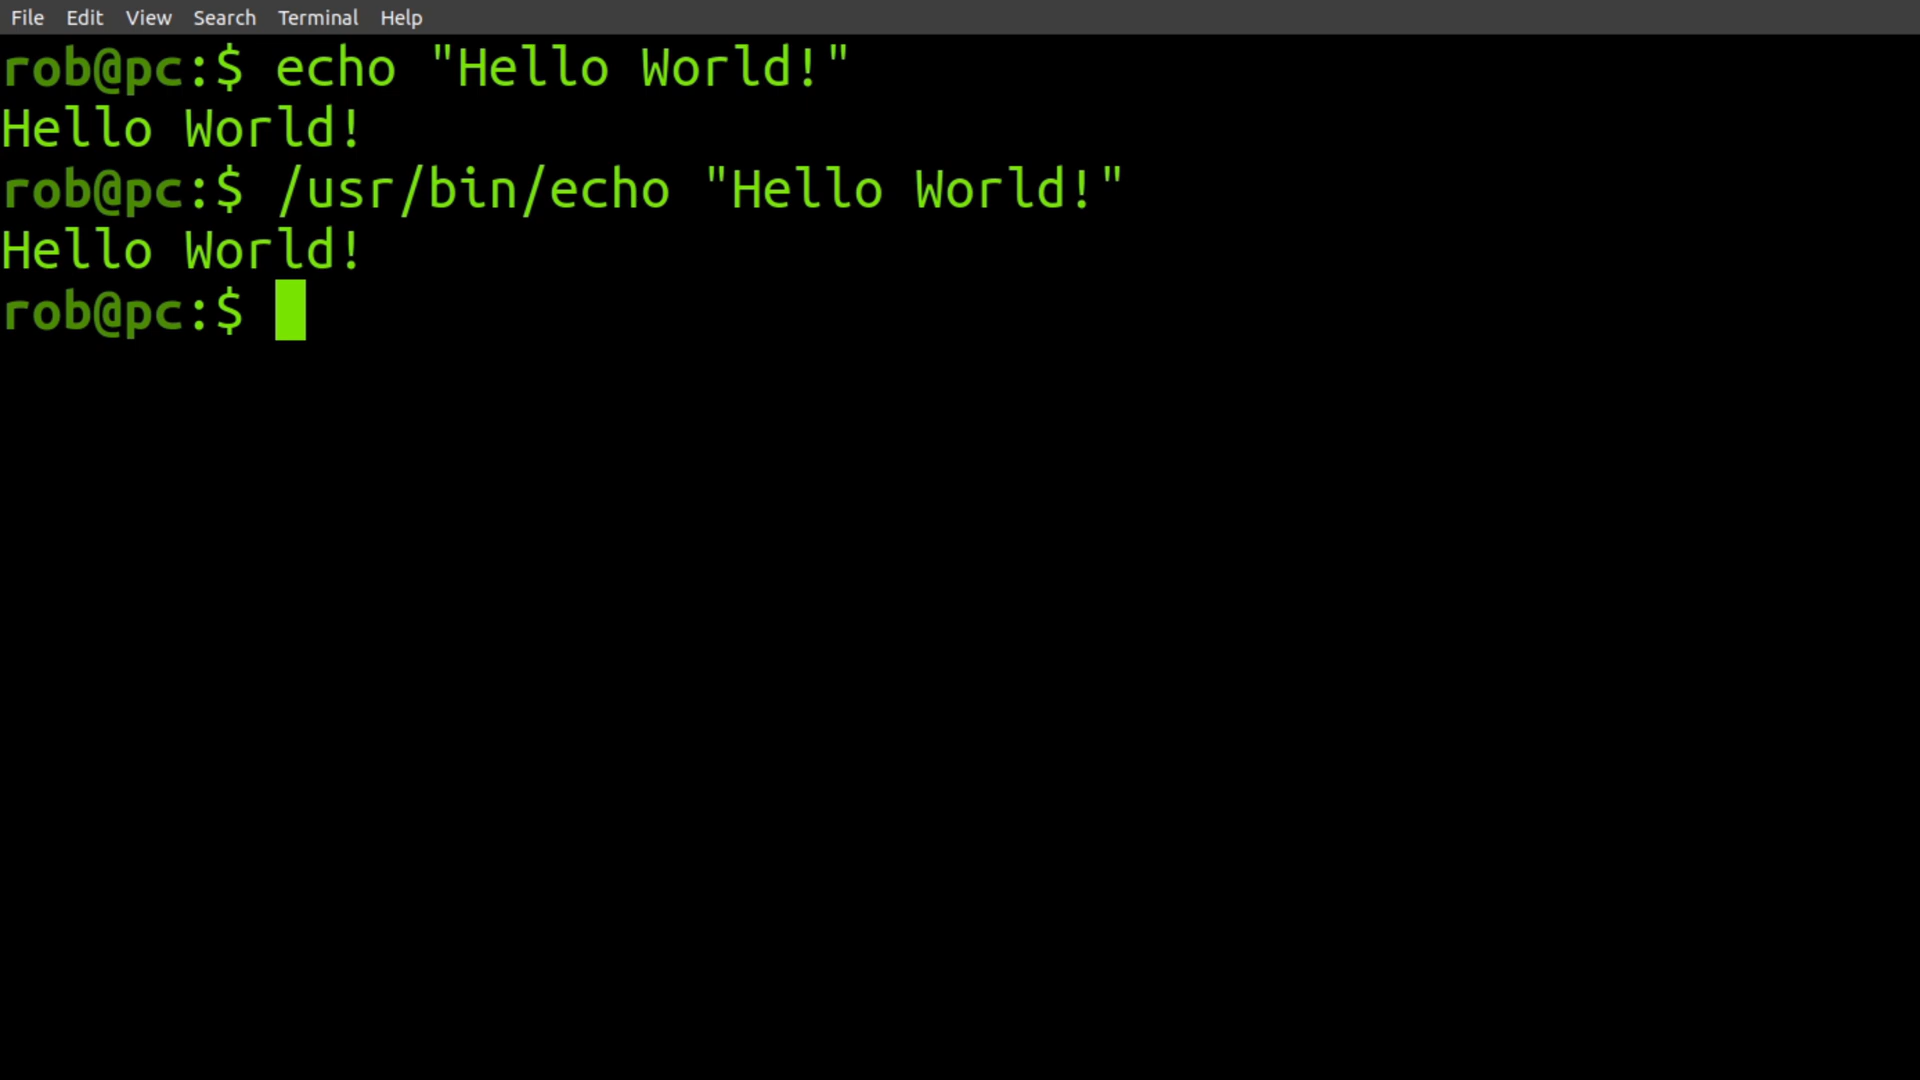 File Edit View Search Terminal Help
rob@pc:$ echo "Hello World!"
Hello World!
rob@pc:$ /usr/bin/echo "Hello World!"
Hello World!
rob@pc:$